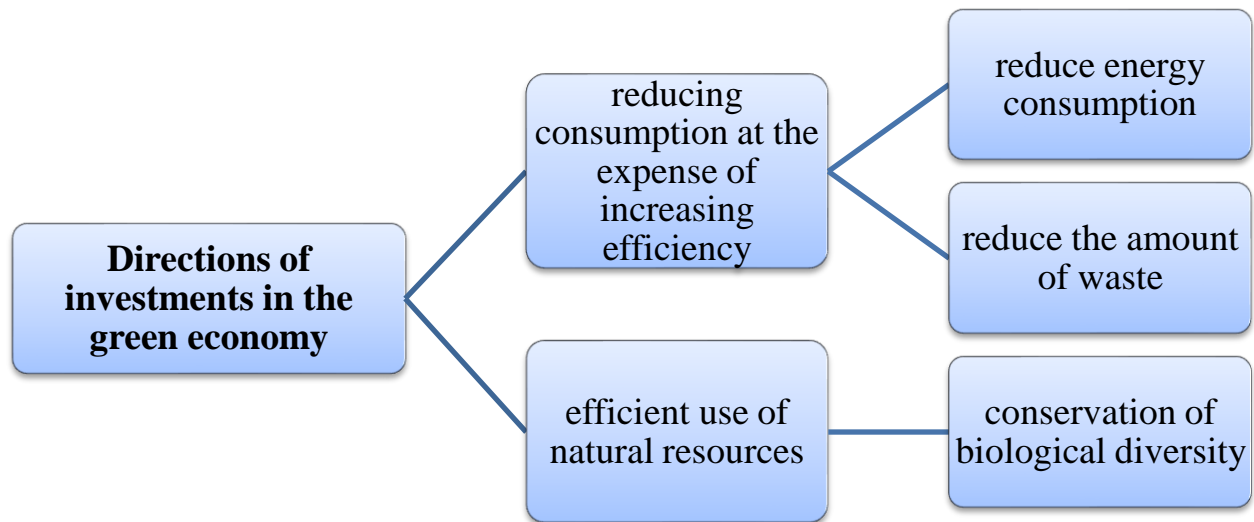 Directions of
investments in the
green economy
reducing
consumption at the
expense of
increasing
efficiency
reduce energy
consumption
reduce the amount
of waste
efficient use of
natural resources
conservation of
biological diversity